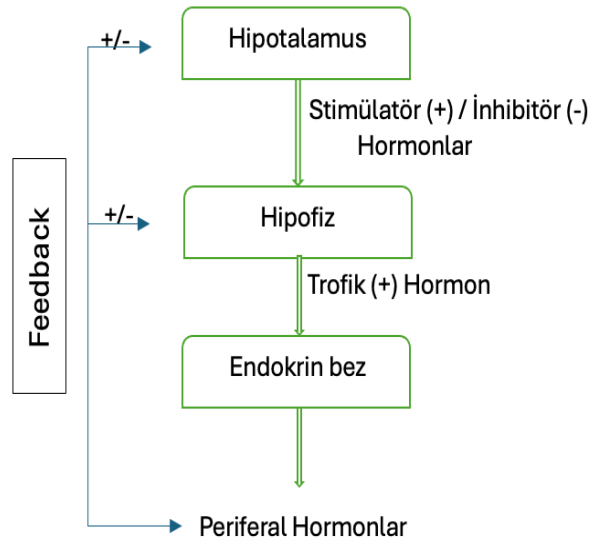 +/-
Hipotalamus
Stimülatör (+) / İnhibitör (-)
Hormonlar
+/-
Hipofiz
Feedback
Trofik (+) Hormon
Endokrin bez
Periferal Hormonlar